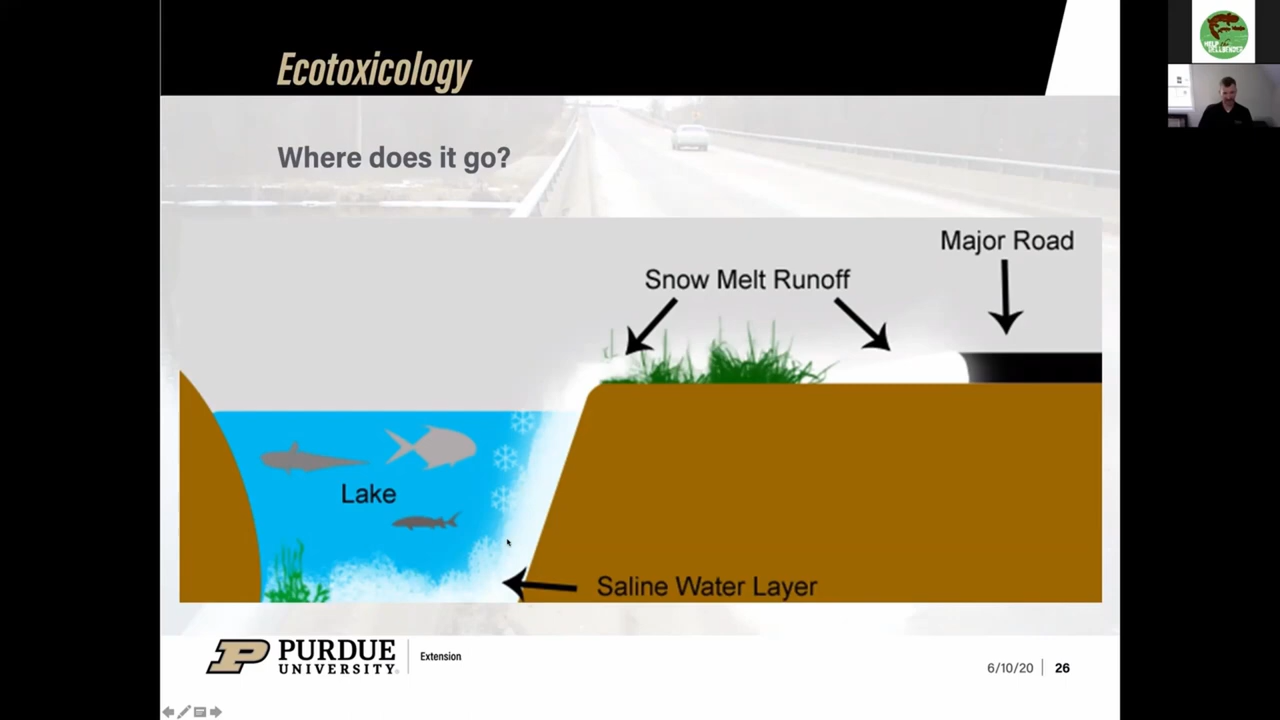 Ecotoxicology
Where does it go?
Major Road
Snow Melt Runoff
Lake
Saline Water Layer
PURDUE
UNIVERSITY
Extension
6/10/20
26